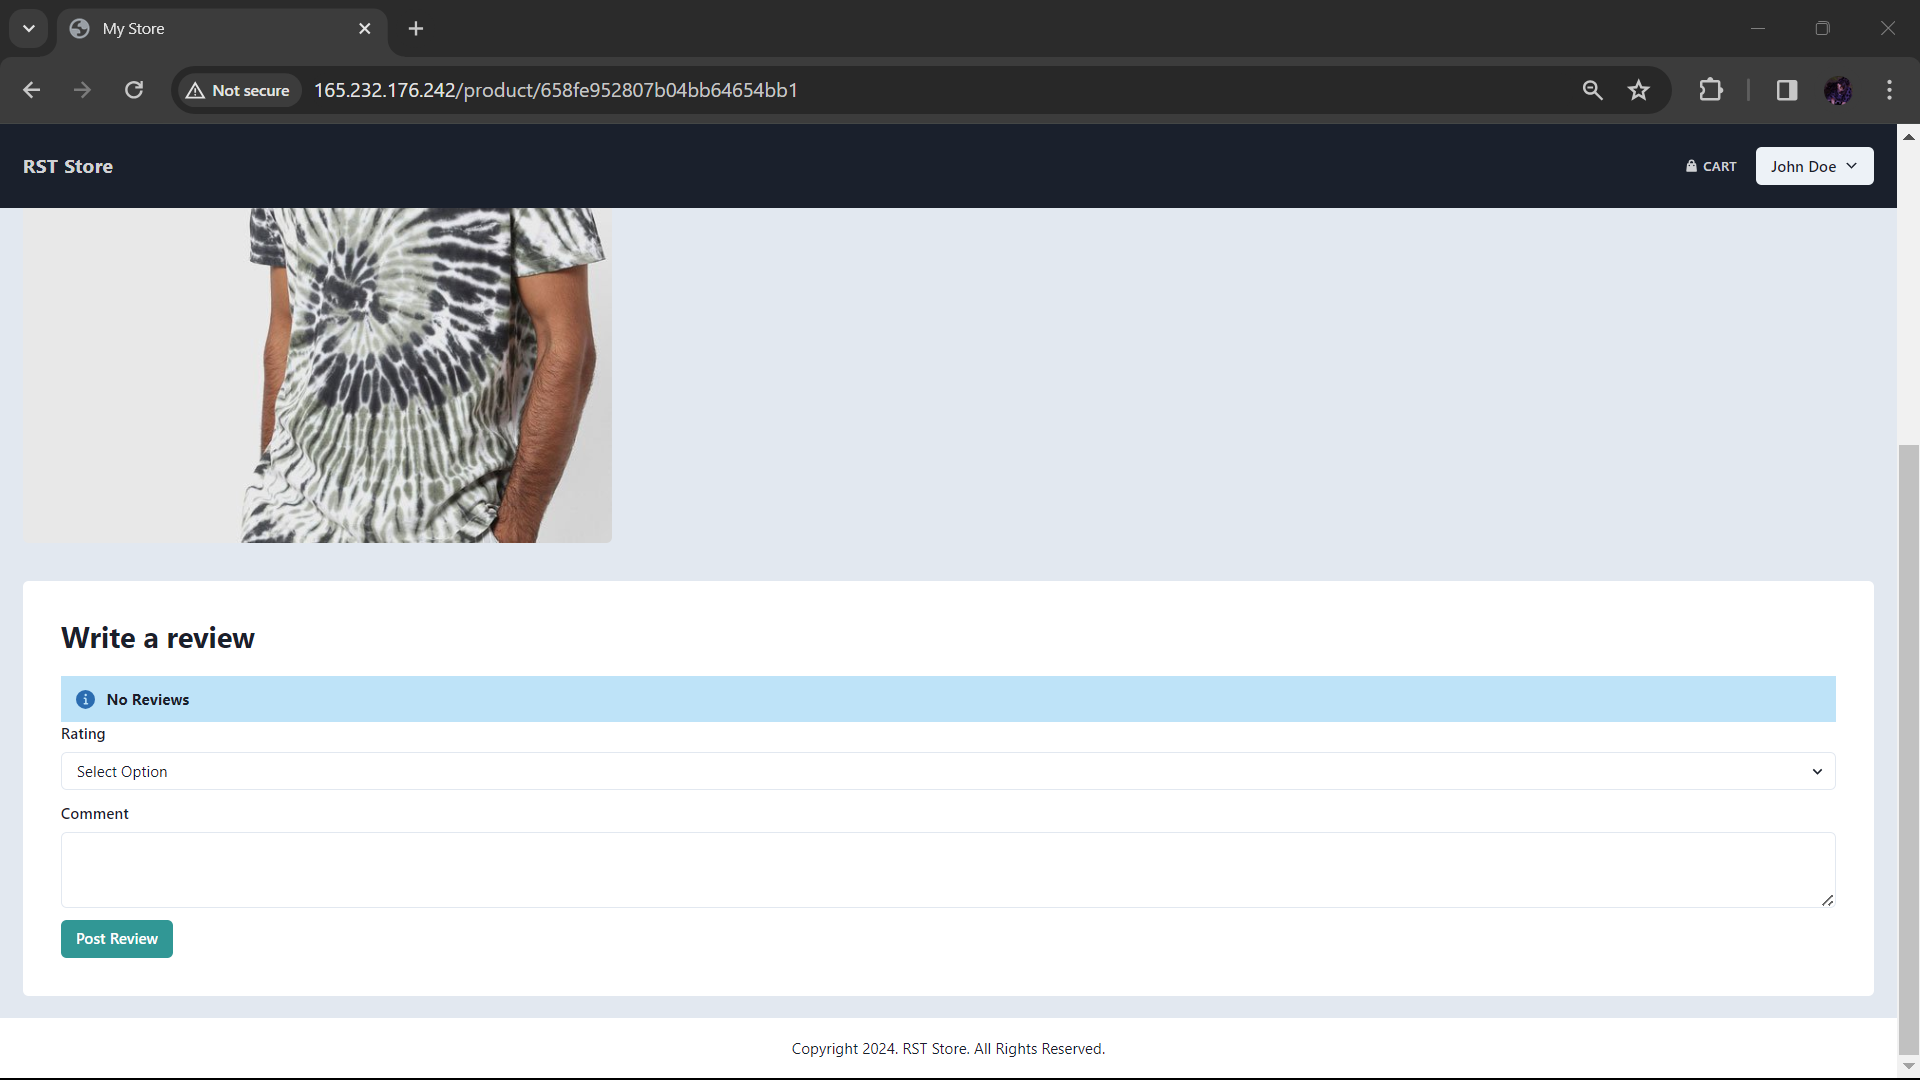 My Store
Not secure
165.232.176.242/product/658fe952807b04bb64654bb1
RST Store
CART
John Doe
Write a review
No Reviews
Rating
Select Option
Comment
Post Review
Copyright 2024. RST Store. All Rights Reserved.